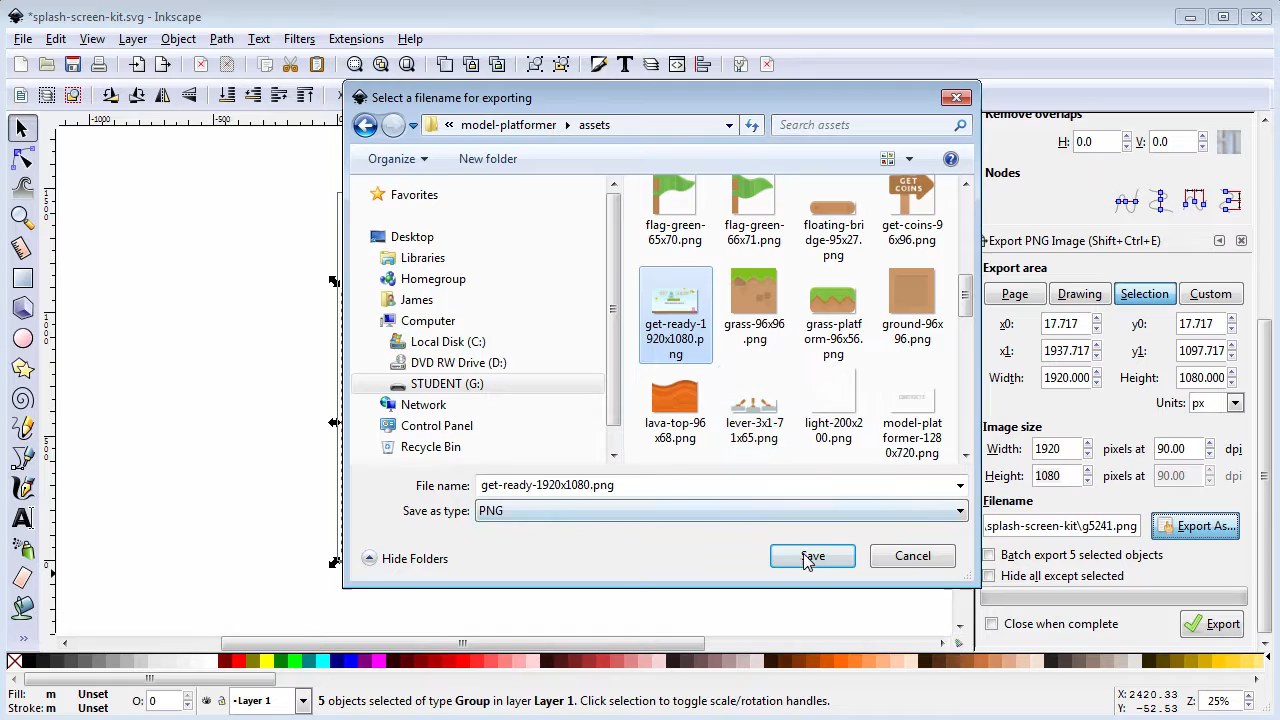 *splash-screen-kit.svg - Inkscape
File Edit View Layer Object Path Text Filters Extensions Help
Select a filename for exporting
« model-platformer assets
Search assets
Organize New folder
Favorites
Desktop
Libraries
Homegroup
James
Computer
Local Disk (C:)
DVD RW Drive (D:)
STUDENT (G:)
Network
Control Panel
Recycle Bin
GET COINS
flag-green-65x70.png
flag-green-66x71.png
floating-bridge-95x27.png
get-coins-96x96.png
get-ready-1920x1080.png
grass-96x96.png
grass-platform-96x56.png
ground-96x96.png
lava-top-96x68.png
lever-3x1-71x65.png
light-200x200.png
model-platformer-1280x720.png
File name: get-ready-1920x1080.png
Save as type: PNG
Hide Folders
Save Cancel
-1000 -500
Remove overlaps
H: 0.0 V: 0.0
Nodes
Export PNG Image (Shift+Ctrl+E)
Export area
Page Drawing Selection Custom
x0: 17.717 y0: 17.717
x1: 1937.717 y1: 1097.717
Width: 1920.000 Height: 1080.000
Units: px
Image size
Width: 1920 pixels at 90.00 dpi
Height: 1080 pixels at 90.00 dpi
Filename
.splash-screen-kit\g5241.png Export As...
Batch export 5 selected objects
Hide all except selected
Close when complete Export
Fill: m Unset
Stroke: m Unset
O: 0
Layer 1
5 objects selected of type Group in layer Layer 1. Click selection to toggle scale/rotation handles.
X: 2420.33
Y: -52.53
Z: 25%